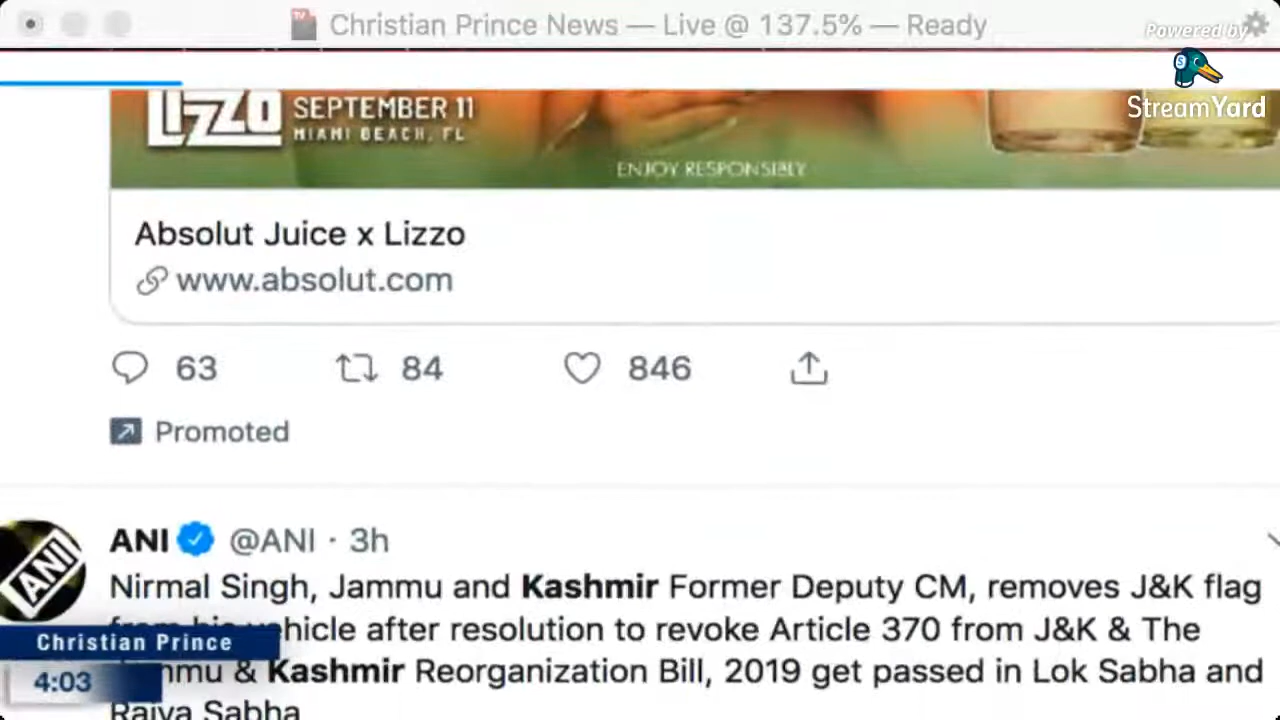 Christian Prince News — Live @ 137.5% — Ready
Powered by
StreamYard
LIZZO
SEPTEMBER 11
MIAMI BEACH, FL
ENJOY RESPONSIBLY
Absolut Juice x Lizzo
www.absolut.com
63 84 846
Promoted
ANI @ANI · 3h
ANI
Nirmal Singh, Jammu and Kashmir Former Deputy CM, removes J&K flag
from his vehicle after resolution to revoke Article 370 from J&K & The
Jammu & Kashmir Reorganization Bill, 2019 get passed in Lok Sabha and
Rajya Sabha
Christian Prince
4:03